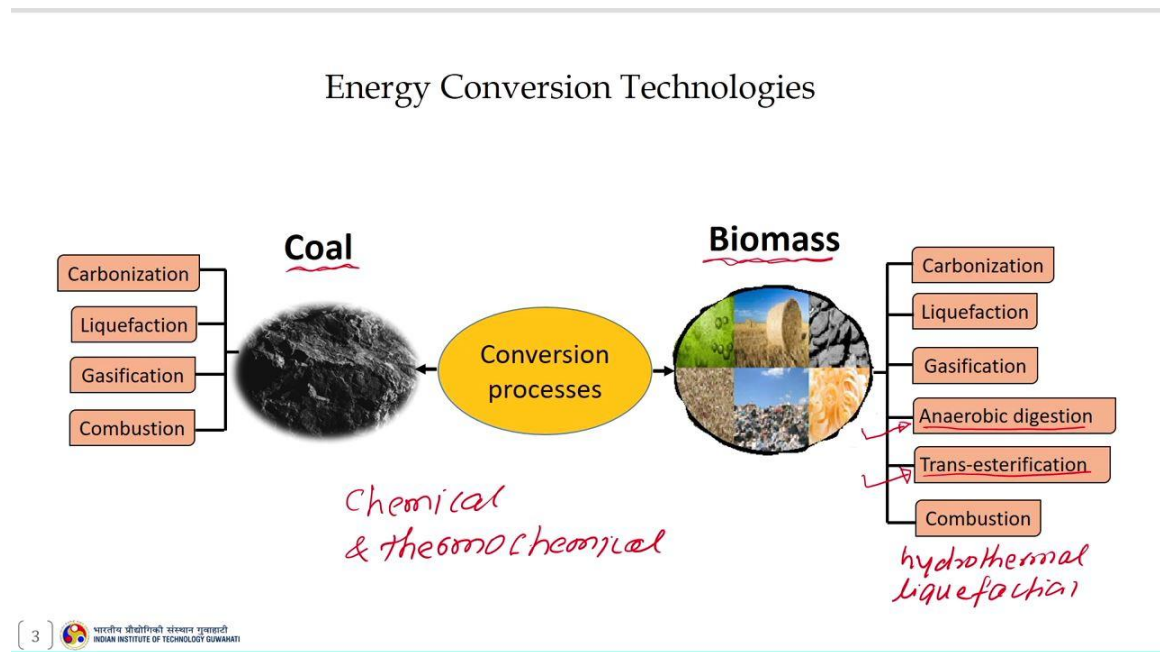 Energy Conversion Technologies
Coal
Carbonization
Liquefaction
Gasification
Combustion
Conversion
processes
Biomass
Carbonization
Liquefaction
Gasification
Anaerobic digestion
Trans-esterification
Combustion
Chemical
& thermochemical
hydrothermal
liquefaction
3
भारतीय प्रौद्योगिकी संस्थान गुवाहाटी
INDIAN INSTITUTE OF TECHNOLOGY GUWAHATI